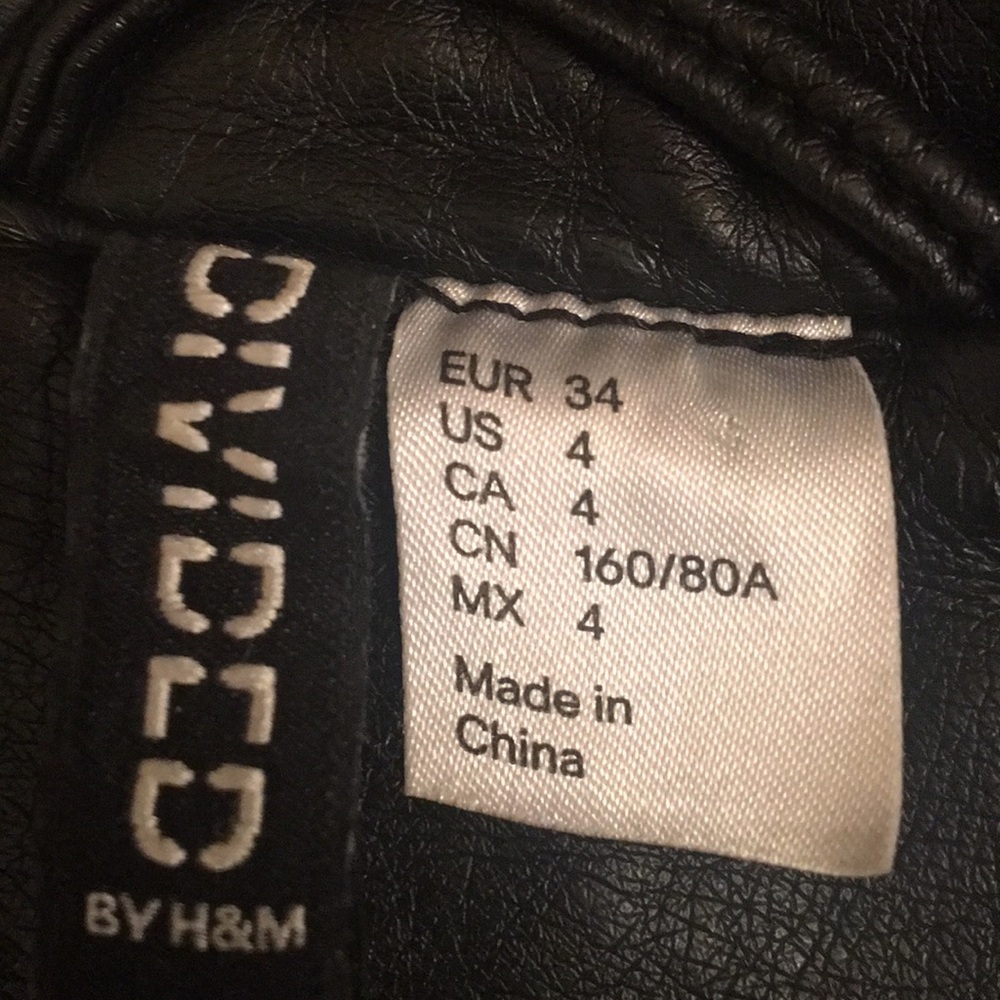 DIVIDED
BY H&M
EUR 34
US 4
CA 4
CN 160/80A
MX 4
Made in
China